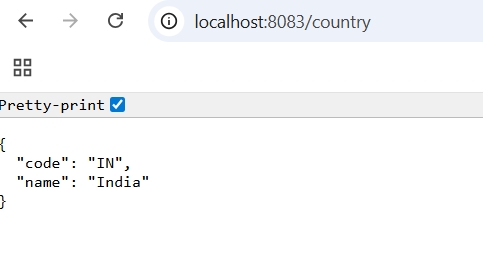 localhost:8083/country
Pretty-print
{
  "code": "IN",
  "name": "India"
}